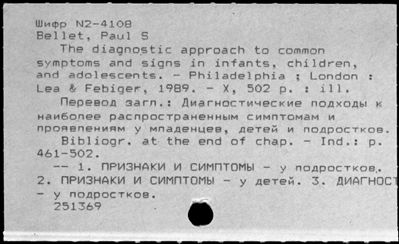 Шифр N2-4108
Bellet, Paul S
The diagnostic approach to common
symptoms and signs in infants, children,
and adolescents. - Philadelphia ; London :
Lea & Febiger, 1989. - X, 502 p. : ill.
Перевод загл.: Диагностические подходы к
наиболее распространенным симптомам и
проявлениям у младенцев, детей и подростков.
Bibliogr. at the end of chap. - Ind.: p.
461-502.
-- 1. ПРИЗНАКИ И СИМПТОМЫ - у подростков.
2. ПРИЗНАКИ И СИМПТОМЫ - у детей. 3. ДИАГНОСТ
- у подростков.
251369